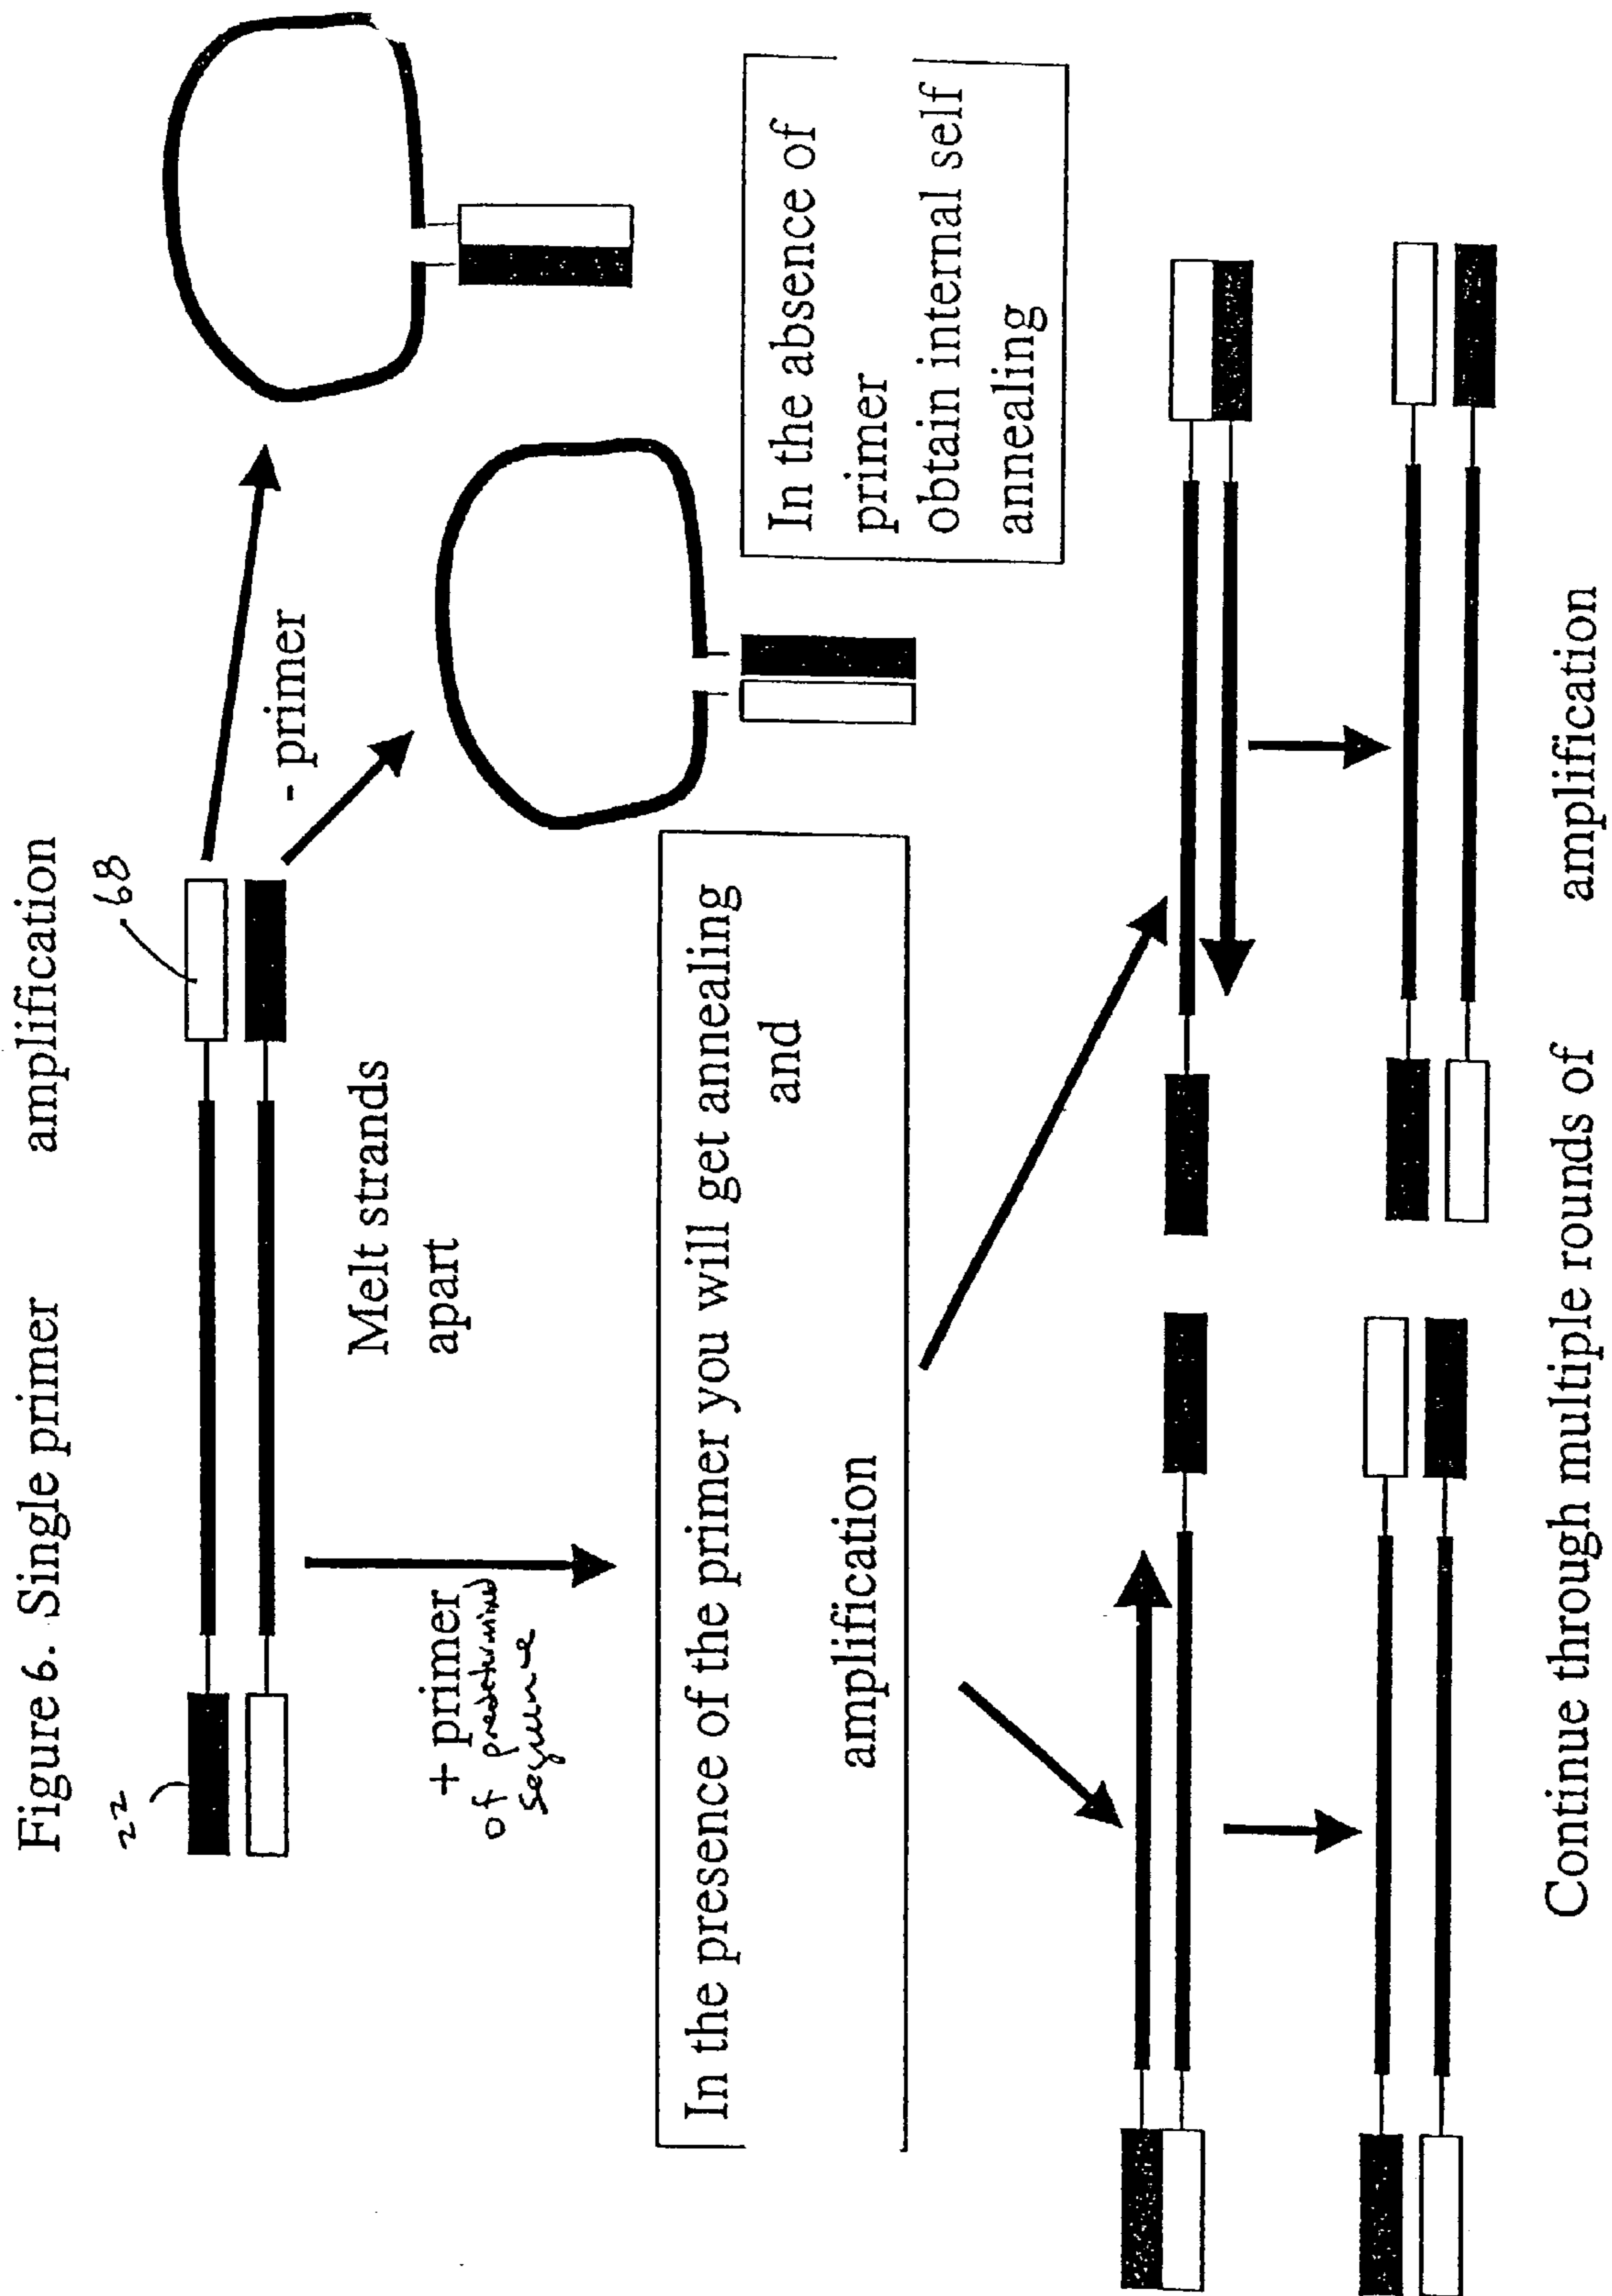 Figure 6. Single primer amplification
22
68
Melt strands
apart
- primer
+ primer
of predetermined
sequence
In the absence of
primer
obtain internal self
annealing
In the presence of the primer you will get annealing
and
amplification
Continue through multiple rounds of amplification